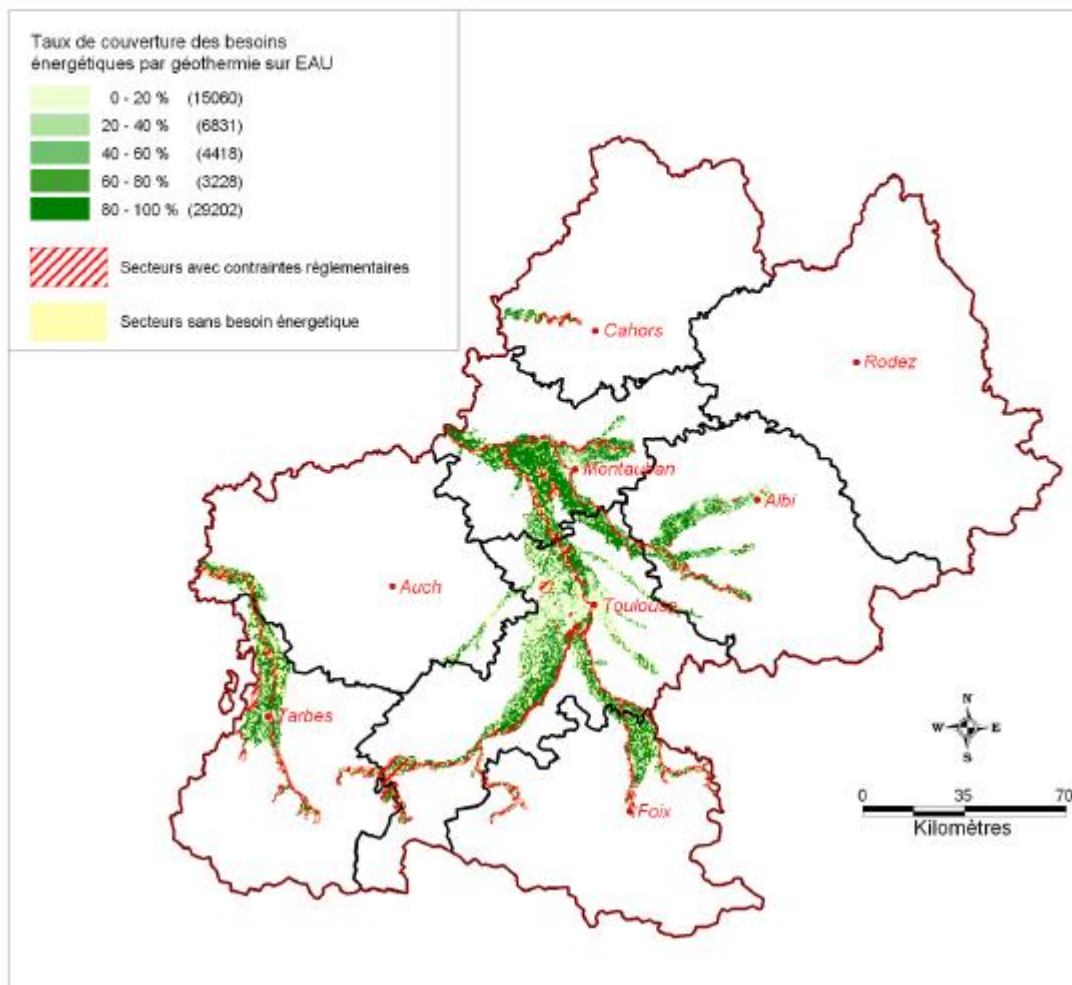 Taux de couverture des besoins
énergétiques par géothermie sur EAU
0 - 20 % (15060)
20 - 40 % (6831)
40 - 60 % (4418)
60 - 80 % (3228)
80 - 100 % (29202)
Secteurs avec contraintes réglementaires
Secteurs sans besoin énergetique
Cahors
Rodez
Montauban
Albi
Auch
Toulouse
Tarbes
Foix
N
W E
S
0 35 70
Kilomètres